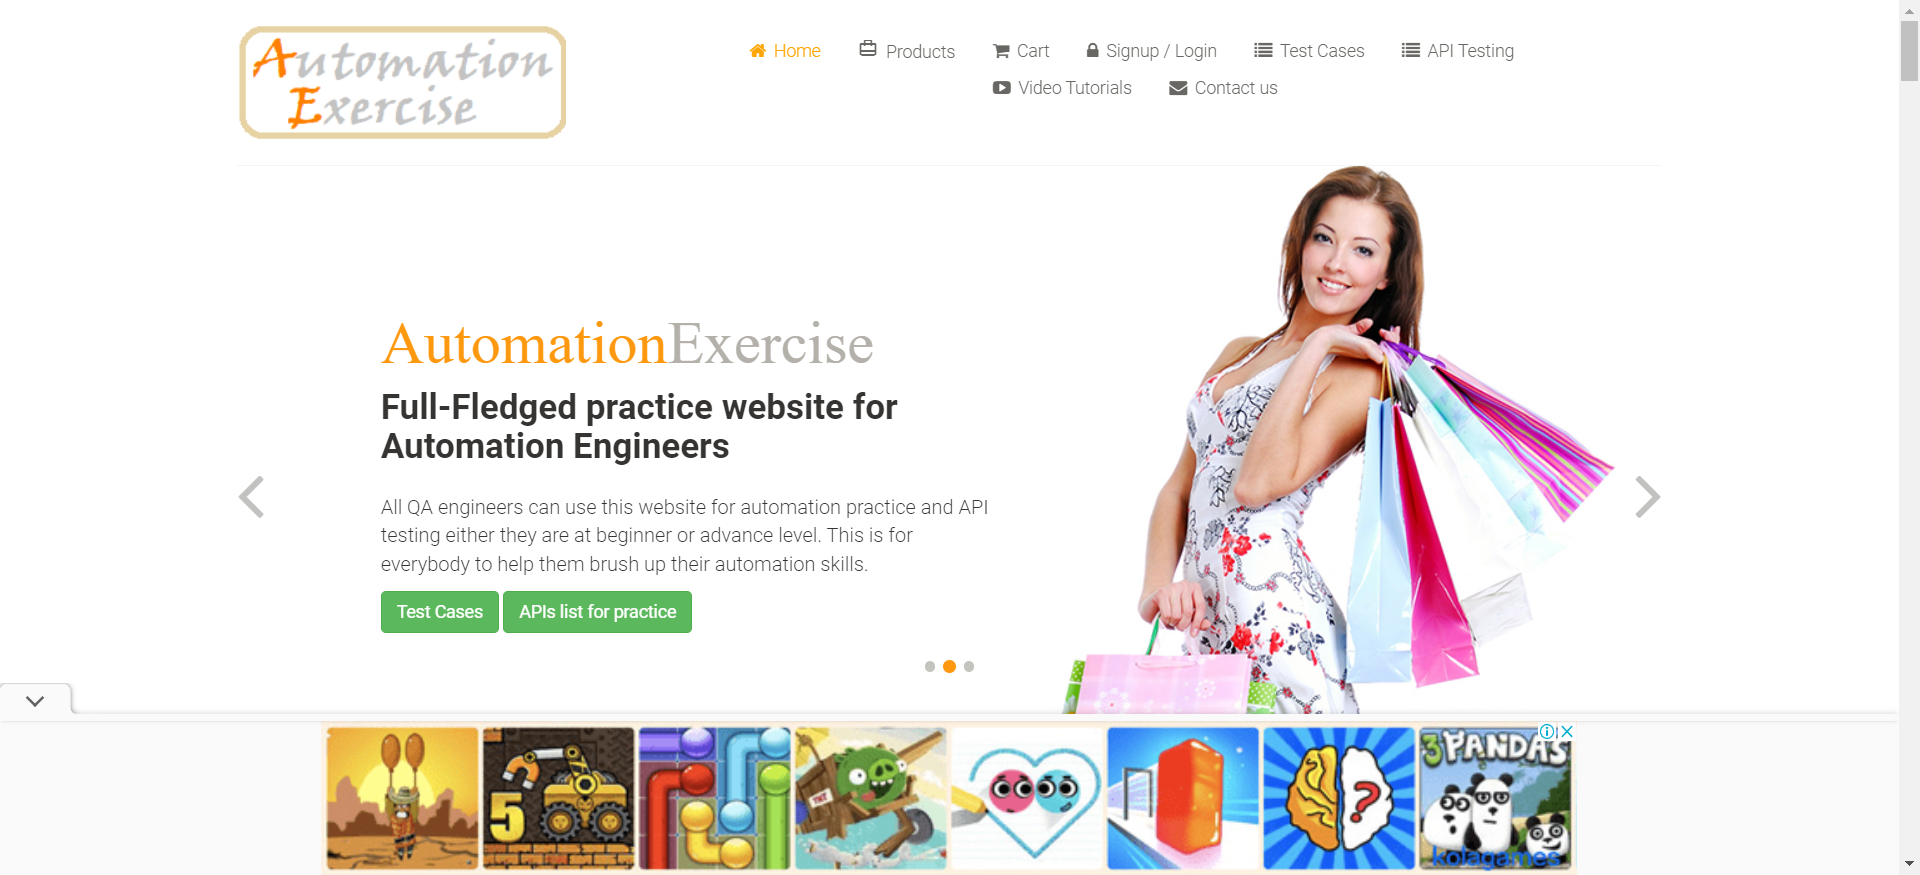 Automation
Exercise
Home
Products
Cart
Signup / Login
Test Cases
API Testing
Video Tutorials
Contact us
AutomationExercise
Full-Fledged practice website for
Automation Engineers
All QA engineers can use this website for automation practice and API
testing either they are at beginner or advance level. This is for
everybody to help them brush up their automation skills.
Test Cases
APIs list for practice
5
TNT
?
3 PANDAS
kolagames